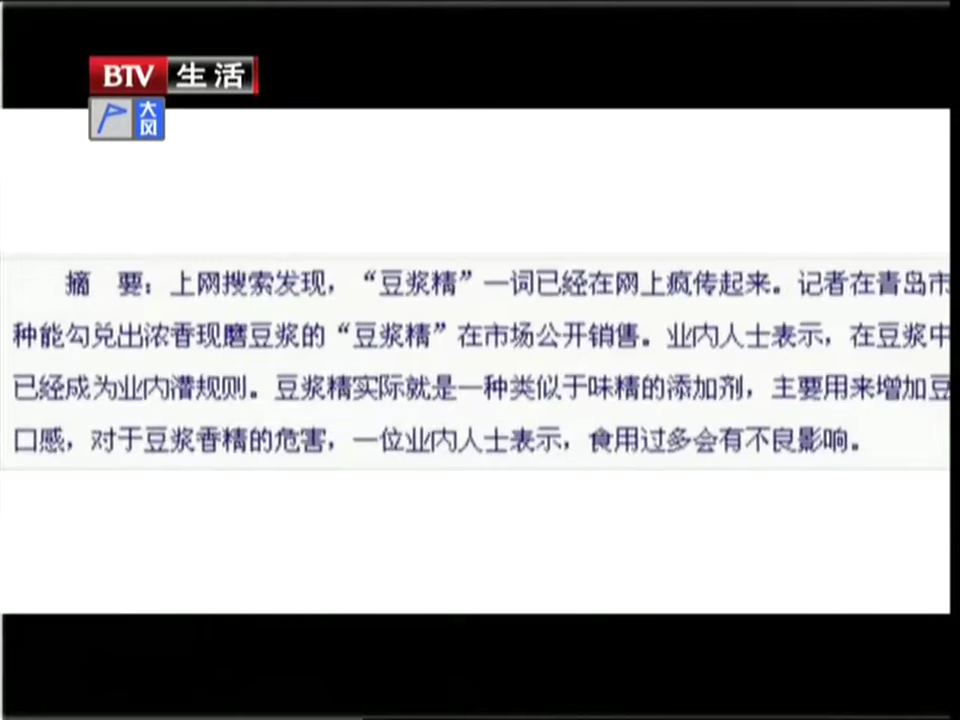 BTV 生活
大风
摘 要：上网搜索发现，“豆浆精”一词已经在网上疯传起来。记者在青岛市
种能勾兑出浓香现磨豆浆的“豆浆精”在市场公开销售。业内人士表示，在豆浆中
已经成为业内潜规则。豆浆精实际就是一种类似于味精的添加剂，主要用来增加豆
口感，对于豆浆香精的危害，一位业内人士表示，食用过多会有不良影响。